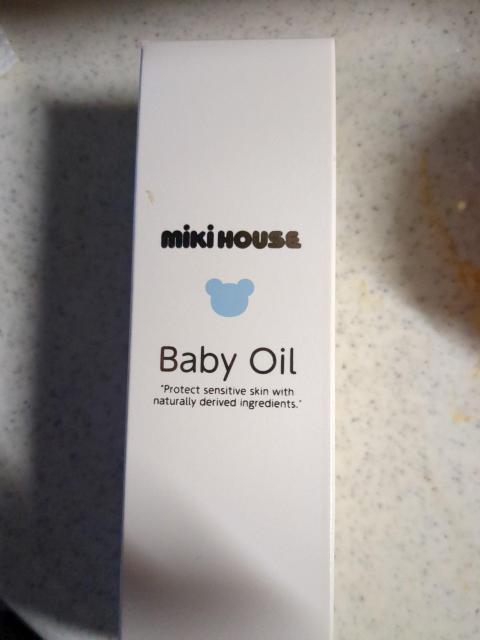 miki HOUSE
Baby Oil
"Protect sensitive skin with
naturally derived ingredients."